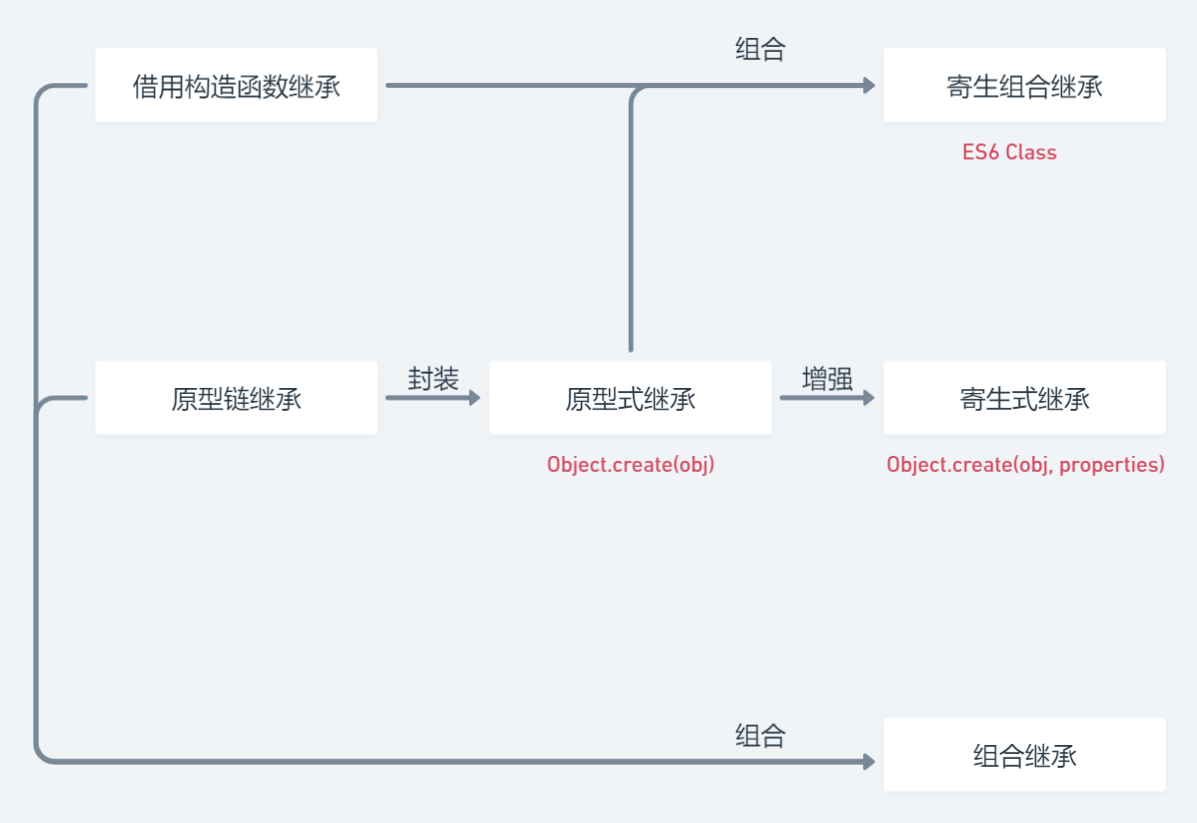 组合
借用构造函数继承
寄生组合继承
ES6 Class
封装
增强
原型链继承
原型式继承
寄生式继承
Object.create(obj)
Object.create(obj, properties)
组合
组合继承